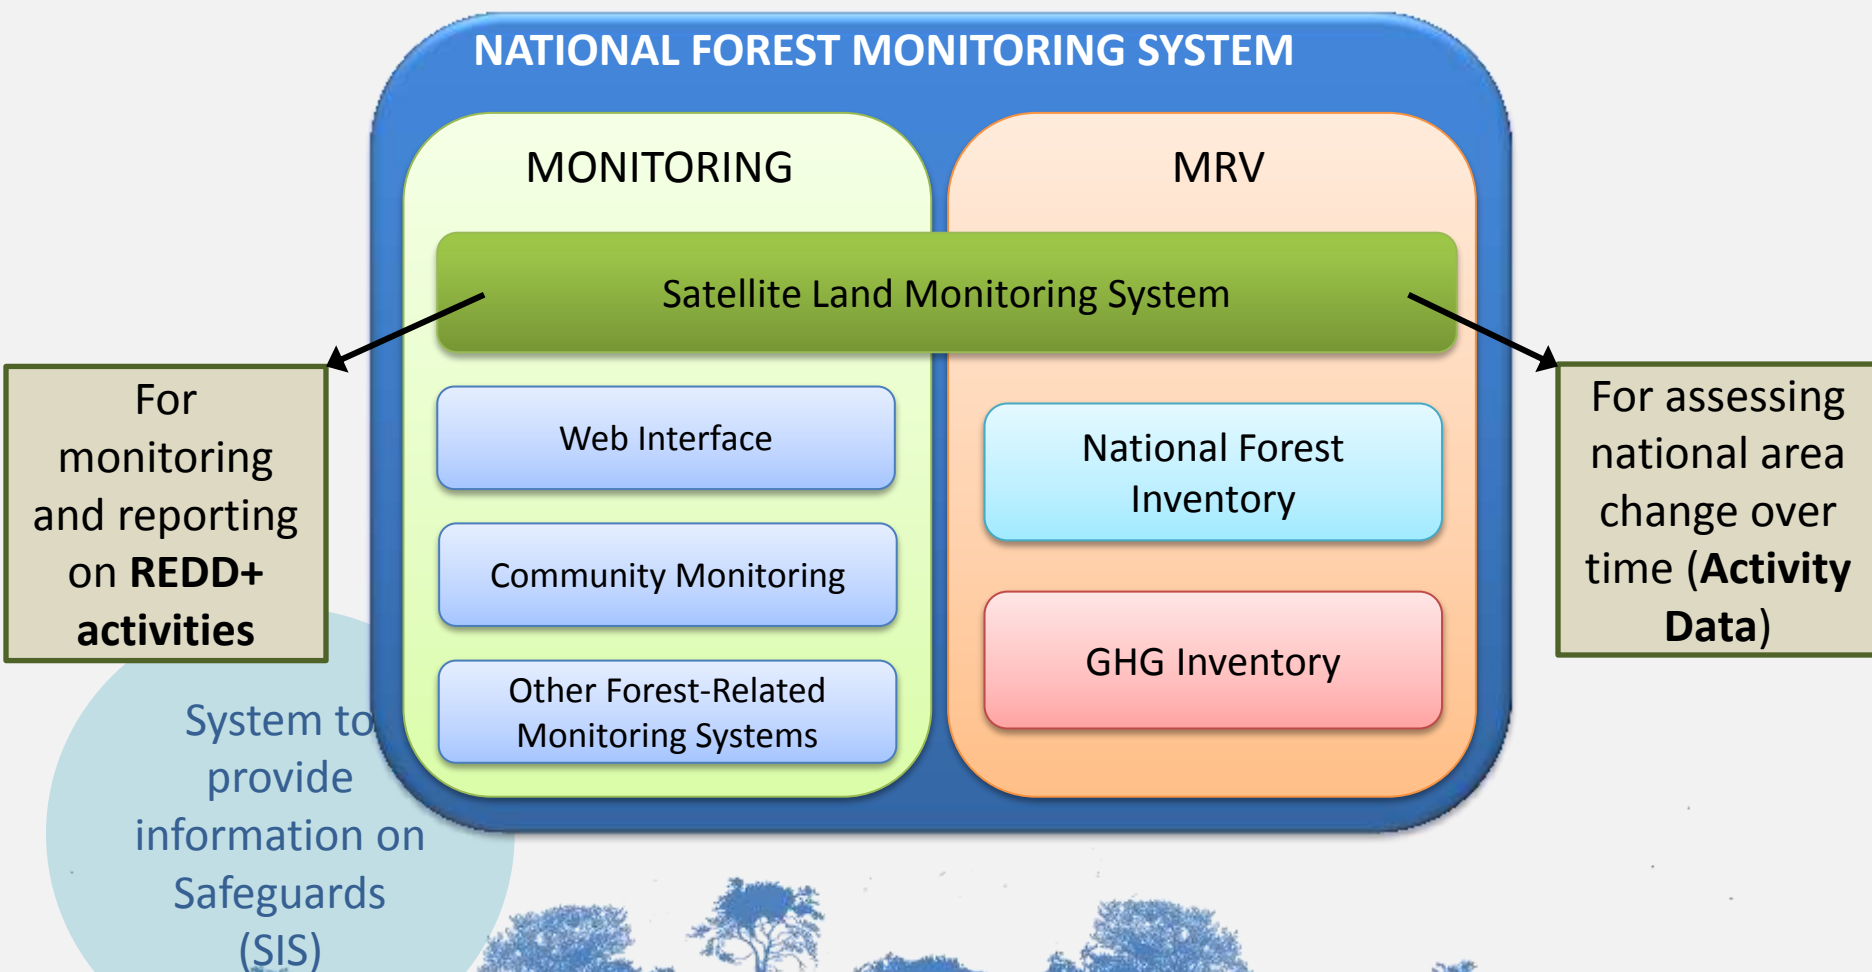 NATIONAL FOREST MONITORING SYSTEM
MONITORING
MRV
Satellite Land Monitoring System
For
monitoring
and reporting
on REDD+
activities
Web Interface
Community Monitoring
Other Forest-Related
Monitoring Systems
National Forest
Inventory
GHG Inventory
For assessing
national area
change over
time (Activity
Data)
System to
provide
information on
Safeguards
(SIS)